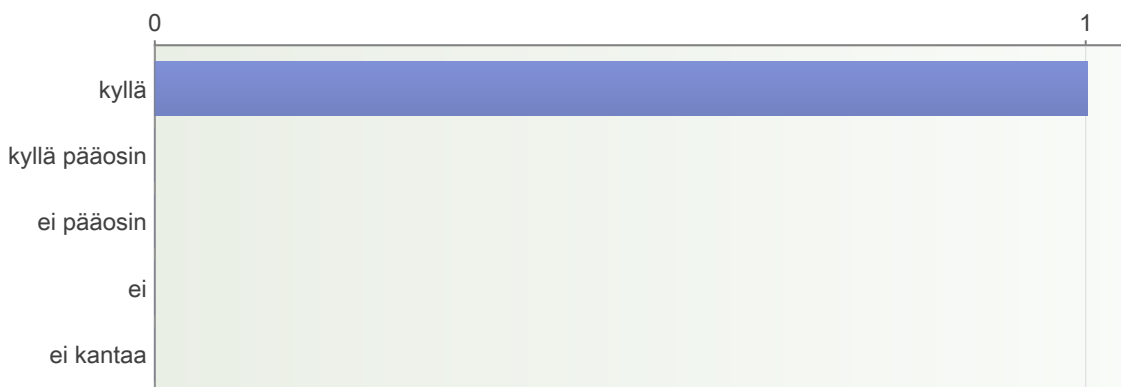 0 1
kyllä
kyllä pääosin
ei pääosin
ei
ei kantaa